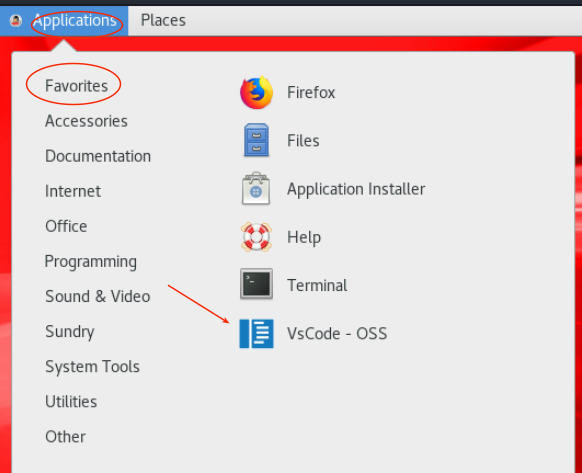 Applications Places
Favorites
Accessories
Documentation
Internet
Office
Programming
Sound & Video
Sundry
System Tools
Utilities
Other
Firefox
Files
Application Installer
Help
Terminal
VsCode - OSS